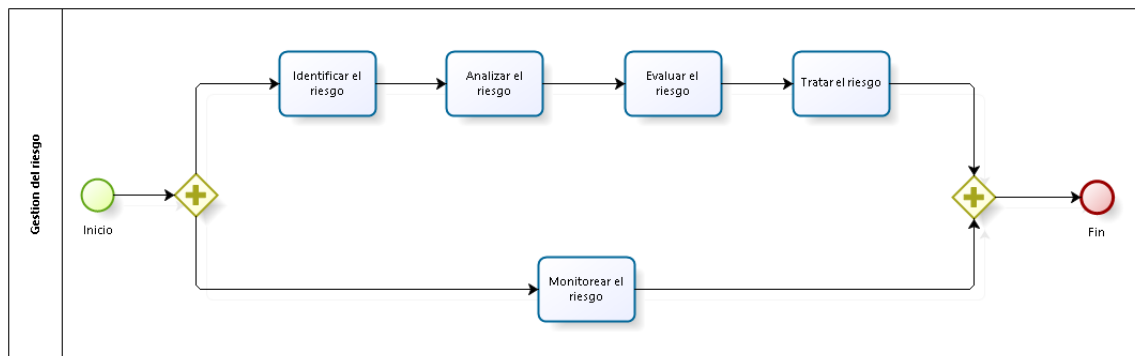 Gestion del riesgo
Identificar el
riesgo
Analizar el
riesgo
Evaluar el
riesgo
Tratar el riesgo
Inicio
Fin
Monitorear el
riesgo